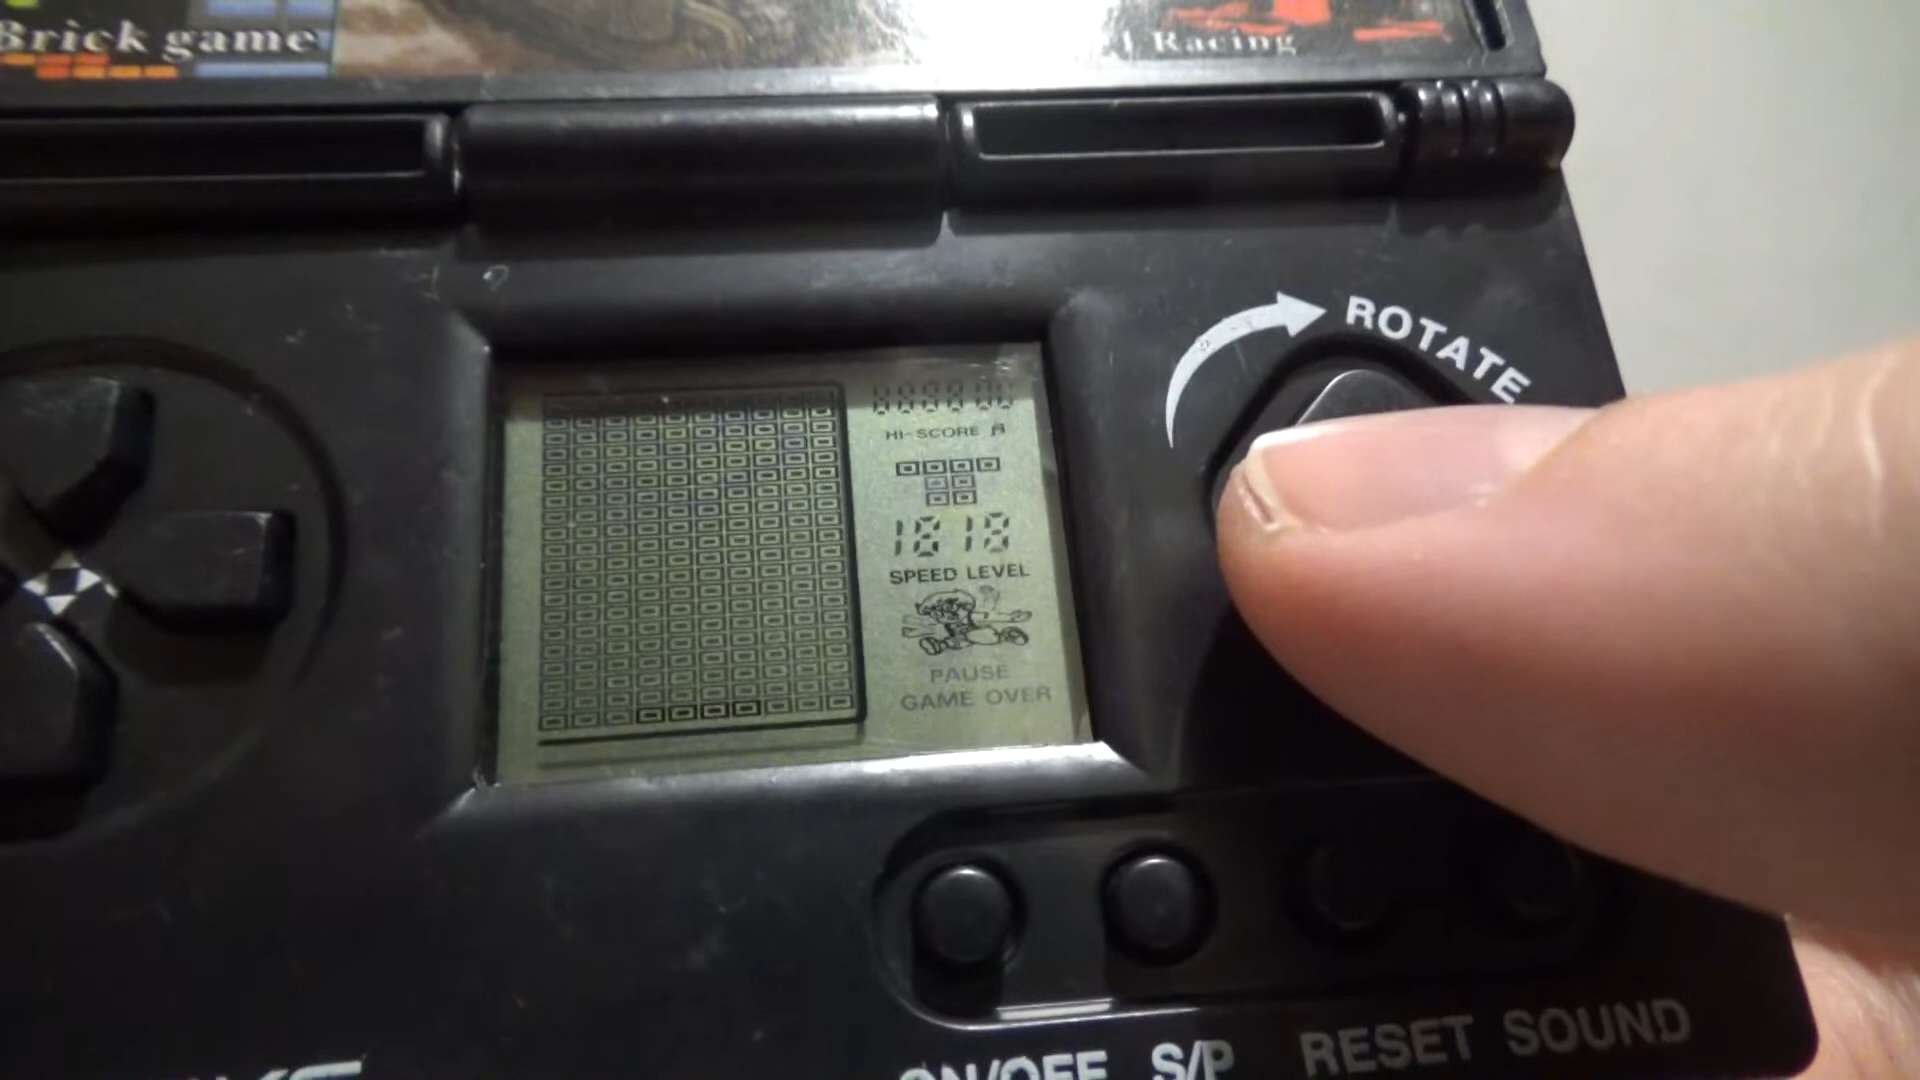 Brick game
Racing
ROTATE
HI-SCORE
1818
SPEED LEVEL
PAUSE
GAME OVER
ON/OFF S/P RESET SOUND